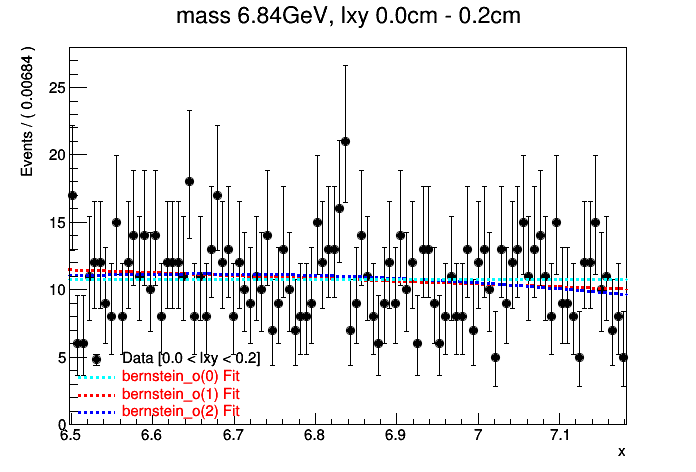 mass 6.84GeV, lxy 0.0cm - 0.2cm
Events / ( 0.00684 )
25
20
15
10
5
0
Data [0.0 < lxy < 0.2]
bernstein_o(0) Fit
bernstein_o(1) Fit
bernstein_o(2) Fit
6.5 6.6 6.7 6.8 6.9 7 7.1
x